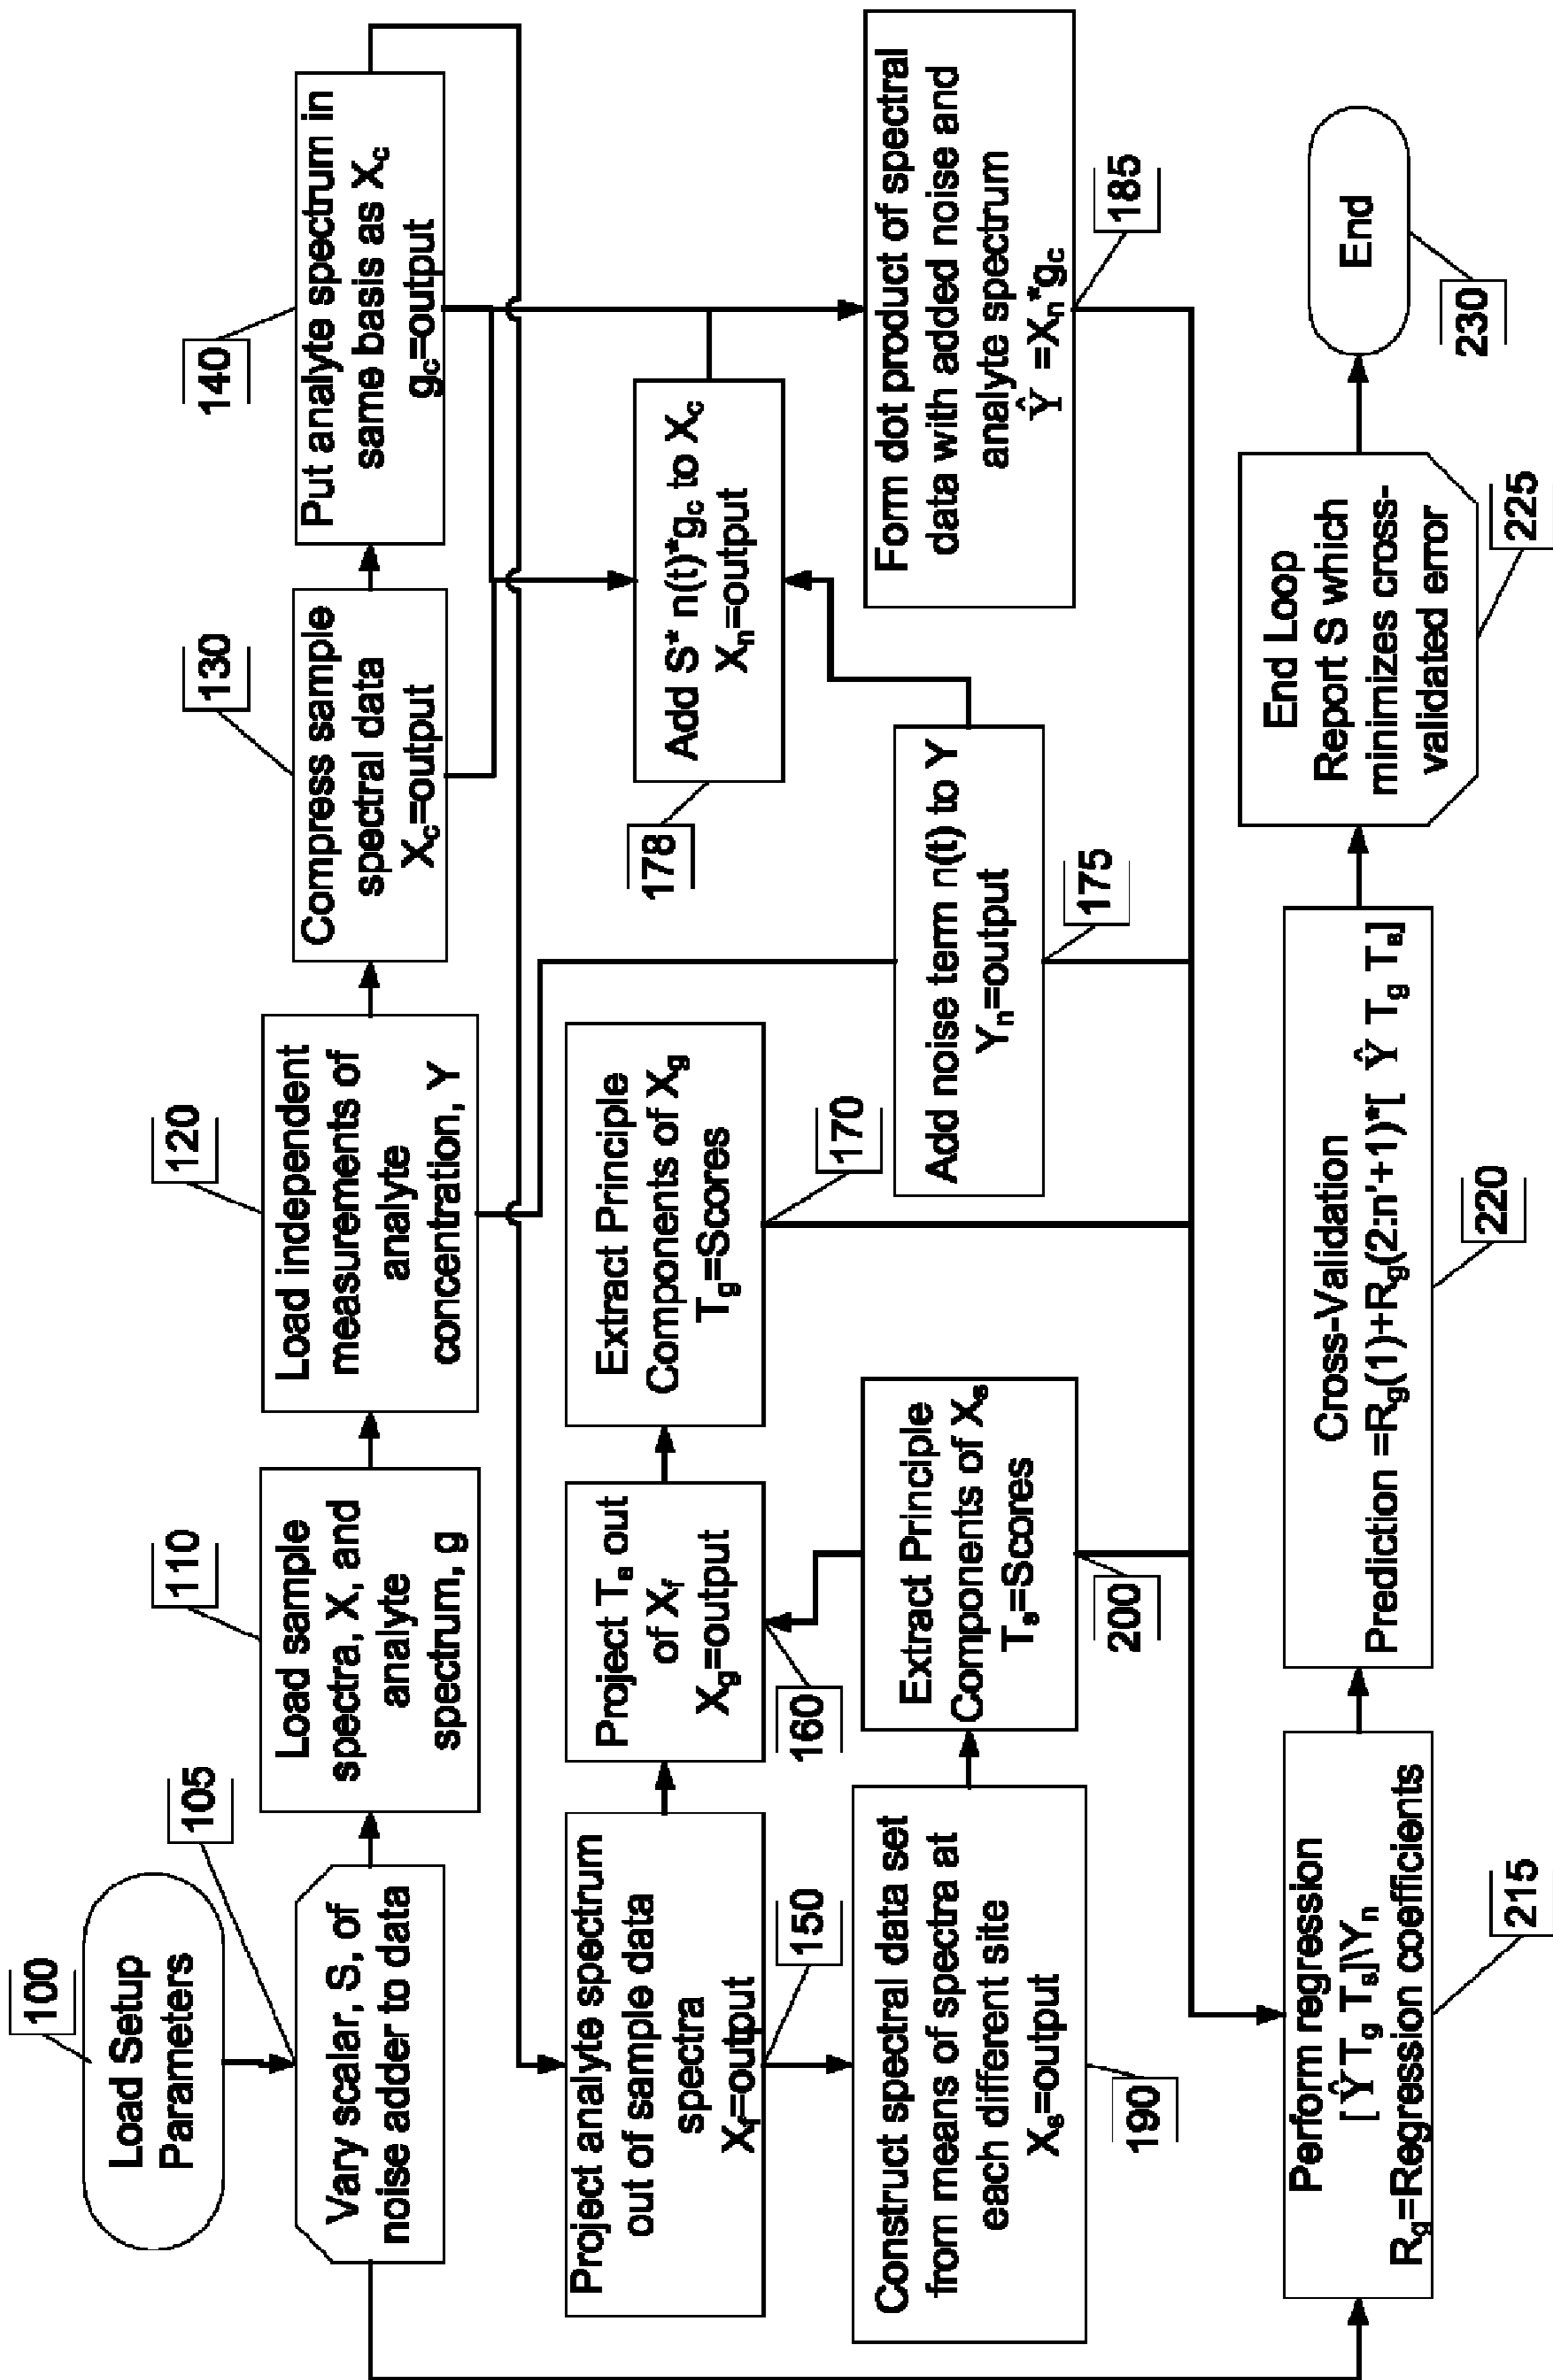 100
Load Setup
Parameters
105
Vary scalar, S, of
noise adder to data
110
Load sample
spectra, X, and
analyte
spectrum, g
120
Load independent
measurements of
analyte
concentration, Y
130
Compress sample
spectral data
X_c=output
140
Put analyte spectrum in
same basis as X_c
g_c=output
Project analyte spectrum
out of sample data
spectra
X_f=output
150
Project T_s out
of X_f
X_g=output
160
Extract Principle
Components of X_g
T_g=Scores
170
178
Add S* n(t)*g_c to X_c
X_n=output
Construct spectral data set
from means of spectra at
each different site
X_s=output
190
Extract Principle
Components of X_s
T_s=Scores
200
Add noise term n(t) to Y
Y_n=output
175
Form dot product of spectral
data with added noise and
analyte spectrum
Ŷ =X_n*g_c
185
Perform regression
[ Ŷ T_g T_s]\Y_n
R_g=Regression coefficients
215
Cross-Validation
Prediction =R_g(1)+R_g(2:n'+1)*[ Ŷ T_g T_s]
220
End Loop
Report S which
minimizes cross-
validated error
225
End
230